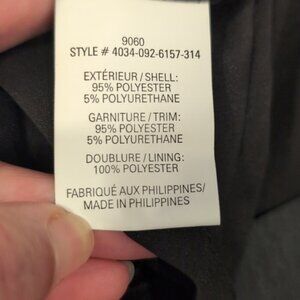 9060
STYLE # 4034-092-6157-314
EXTÉRIEUR / SHELL:
95% POLYESTER
5% POLYURETHANE
GARNITURE / TRIM:
95% POLYESTER
5% POLYURETHANE
DOUBLURE / LINING:
100% POLYESTER
FABRIQUÉ AUX PHILIPPINES/
MADE IN PHILIPPINES